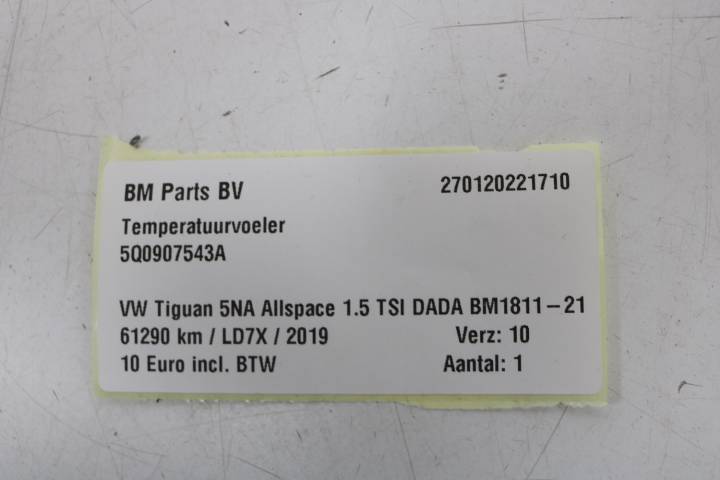 BM Parts BV 270120221710
Temperatuurvoeler
5Q0907543A
VW Tiguan 5NA Allspace 1.5 TSI DADA BM1811-21
61290 km / LD7X / 2019 Verz: 10
10 Euro incl. BTW Aantal: 1